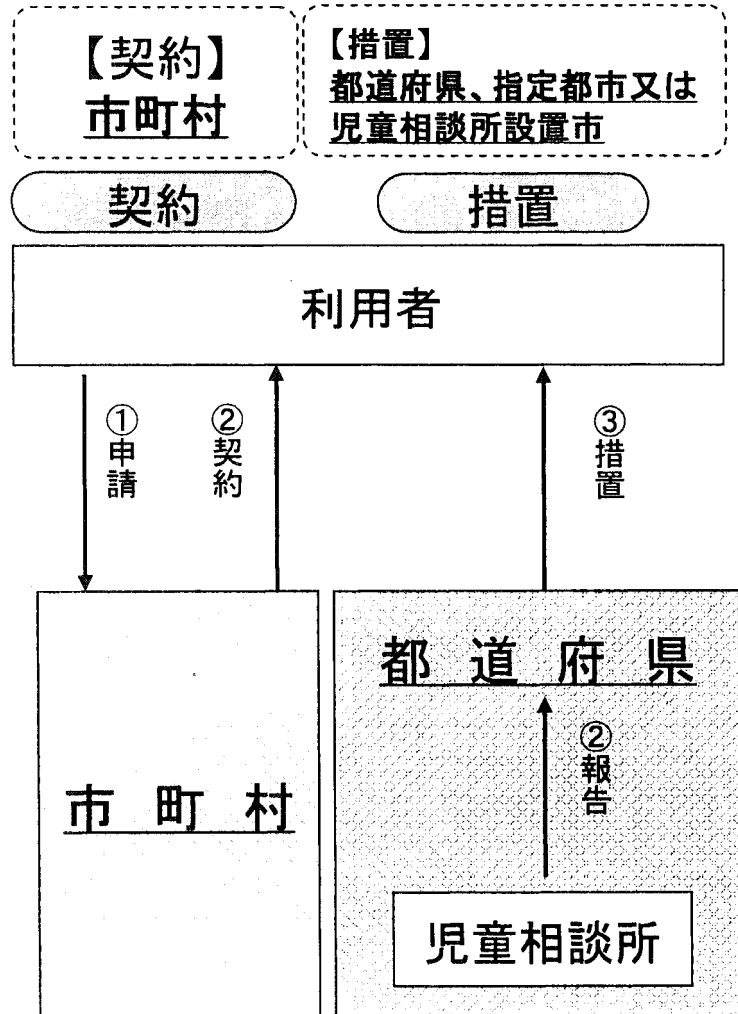 【契約】
市町村
【措置】
都道府県、指定都市又は
児童相談所設置市
契約
措置
利用者
①申請
②契約
③措置
市町村
都道府県
②報告
児童相談所